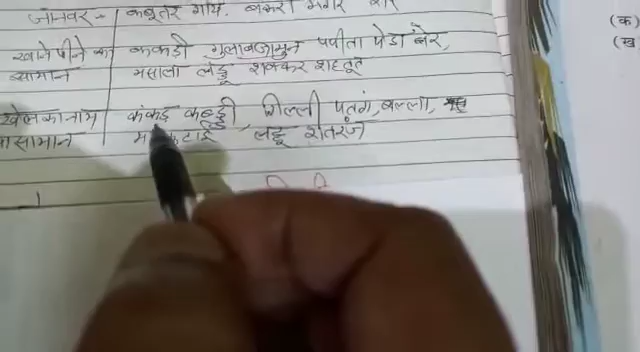 जानवर - कबूतर गाय. बकरी मगर शेर
खाने पीने का ककड़ी गुलाबजामुन पपीता पेडा बेर,
सामान मसाला लड्डू शक्कर शहतूत
खेल का नाम कंकड़ कबड्डी, गिल्ली पतंग, बल्ला,
सामान लट्टू शतरंज
(क)
(ख